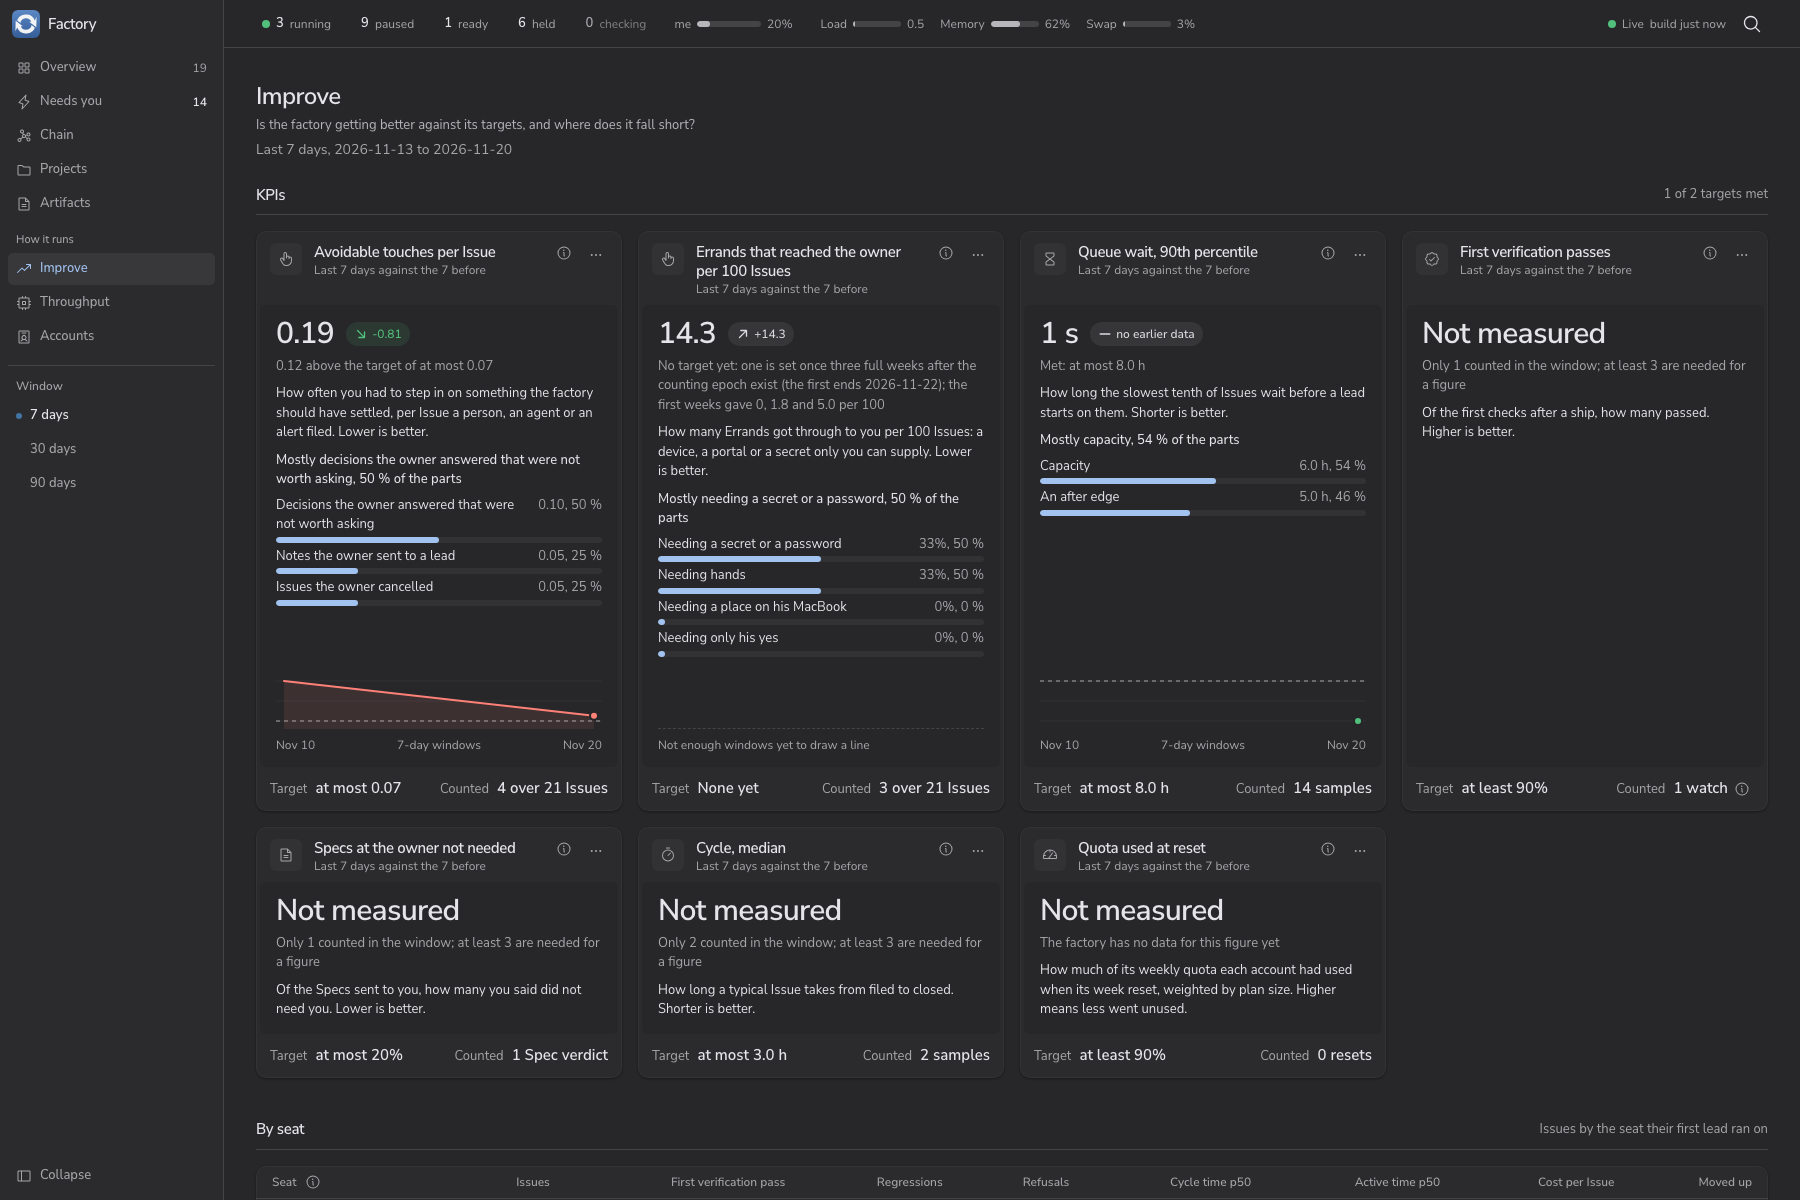 Factory
3 running
9 paused
1 ready
6 held
0 checking
me 20%
Load 0.5
Memory 62%
Swap 3%
Live build just now
Overview 19
Needs you 14
Chain
Projects
Artifacts
How it runs
Improve
Throughput
Accounts
Window
7 days
30 days
90 days
Collapse
Improve
Is the factory getting better against its targets, and where does it fall short?
Last 7 days, 2026-11-13 to 2026-11-20
KPIs
1 of 2 targets met
Avoidable touches per Issue
Last 7 days against the 7 before
0.19 -0.81
0.12 above the target of at most 0.07
How often you had to step in on something the factory
should have settled, per Issue a person, an agent or an
alert filed. Lower is better.
Mostly decisions the owner answered that were not
worth asking, 50 % of the parts
Decisions the owner answered that were
not worth asking
0.10, 50 %
Notes the owner sent to a lead 0.05, 25 %
Issues the owner cancelled 0.05, 25 %
Nov 10 7-day windows Nov 20
Target at most 0.07 Counted 4 over 21 Issues
Errands that reached the owner
per 100 Issues
Last 7 days against the 7 before
14.3 +14.3
No target yet: one is set once three full weeks after the
counting epoch exist (the first ends 2026-11-22); the
first weeks gave 0, 1.8 and 5.0 per 100
How many Errands got through to you per 100 Issues: a
device, a portal or a secret only you can supply. Lower
is better.
Mostly needing a secret or a password, 50 % of the
parts
Needing a secret or a password 33%, 50 %
Needing hands 33%, 50 %
Needing a place on his MacBook 0%, 0 %
Needing only his yes 0%, 0 %
Not enough windows yet to draw a line
Target None yet Counted 3 over 21 Issues
Queue wait, 90th percentile
Last 7 days against the 7 before
1 s no earlier data
Met: at most 8.0 h
How long the slowest tenth of Issues wait before a lead
starts on them. Shorter is better.
Mostly capacity, 54 % of the parts
Capacity 6.0 h, 54 %
An after edge 5.0 h, 46 %
Nov 10 7-day windows Nov 20
Target at most 8.0 h Counted 14 samples
First verification passes
Last 7 days against the 7 before
Not measured
Only 1 counted in the window; at least 3 are needed for
a figure
Of the first checks after a ship, how many passed.
Higher is better.
Target at least 90% Counted 1 watch
Specs at the owner not needed
Last 7 days against the 7 before
Not measured
Only 1 counted in the window; at least 3 are needed for
a figure
Of the Specs sent to you, how many you said did not
need you. Lower is better.
Target at most 20% Counted 1 Spec verdict
Cycle, median
Last 7 days against the 7 before
Not measured
Only 2 counted in the window; at least 3 are needed for
a figure
How long a typical Issue takes from filed to closed.
Shorter is better.
Target at most 3.0 h Counted 2 samples
Quota used at reset
Last 7 days against the 7 before
Not measured
The factory has no data for this figure yet
How much of its weekly quota each account had used
when its week reset, weighted by plan size. Higher
means less went unused.
Target at least 90% Counted 0 resets
By seat
Issues by the seat their first lead ran on
Seat Issues First verification pass Regressions Refusals Cycle time p50 Active time p50 Cost per Issue Moved up